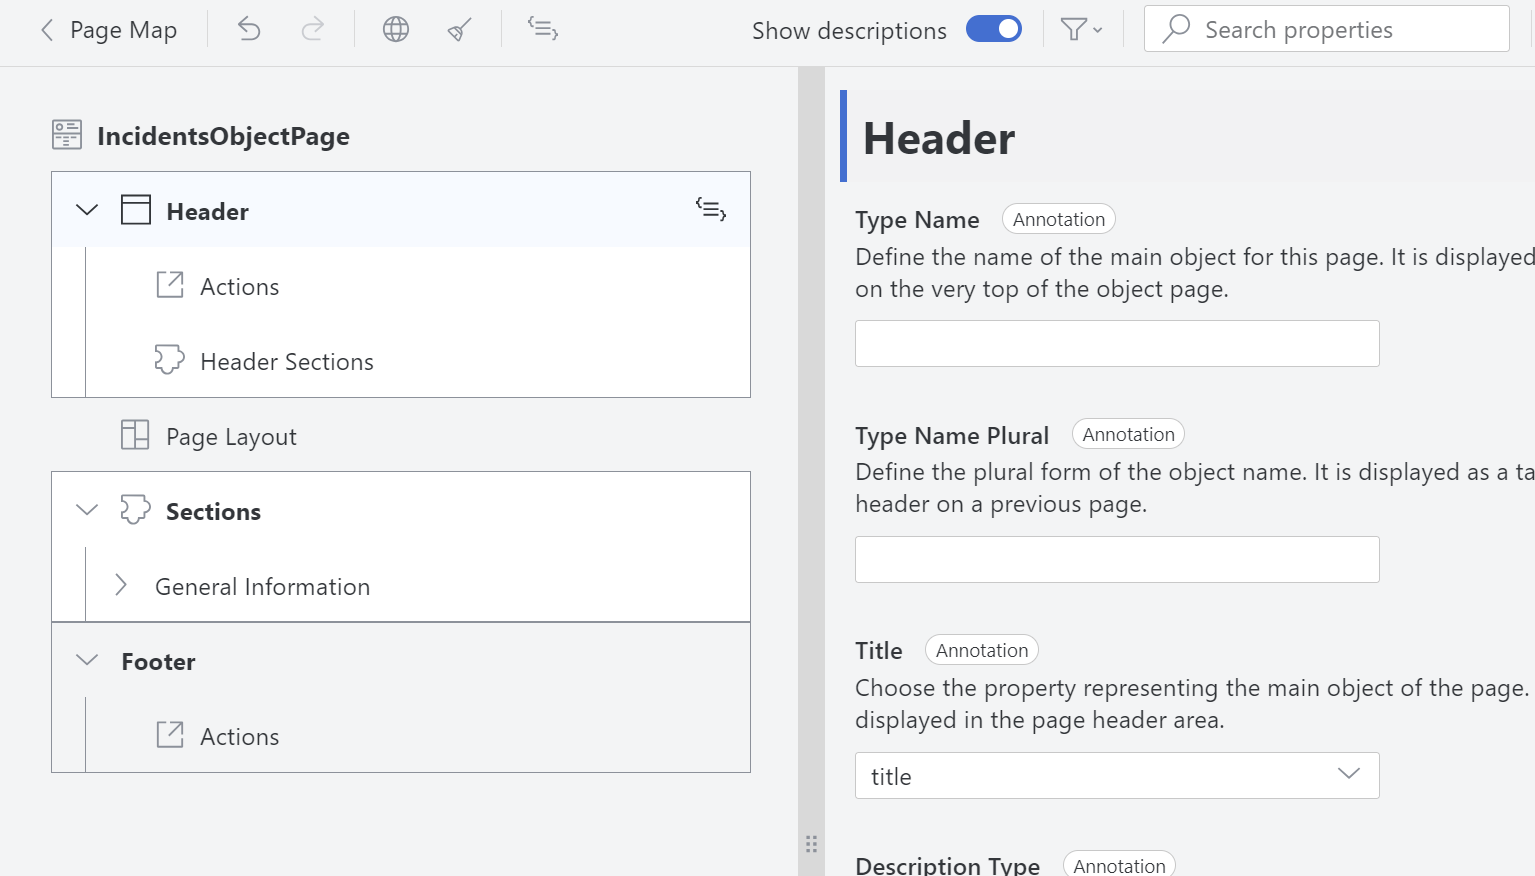 Page Map
Show descriptions
Search properties
IncidentsObjectPage
Header
Actions
Header Sections
Page Layout
Sections
General Information
Footer
Actions
Header
Type Name Annotation
Define the name of the main object for this page. It is displayed
on the very top of the object page.
Type Name Plural Annotation
Define the plural form of the object name. It is displayed as a ta
header on a previous page.
Title Annotation
Choose the property representing the main object of the page.
displayed in the page header area.
title
Description Type Annotation